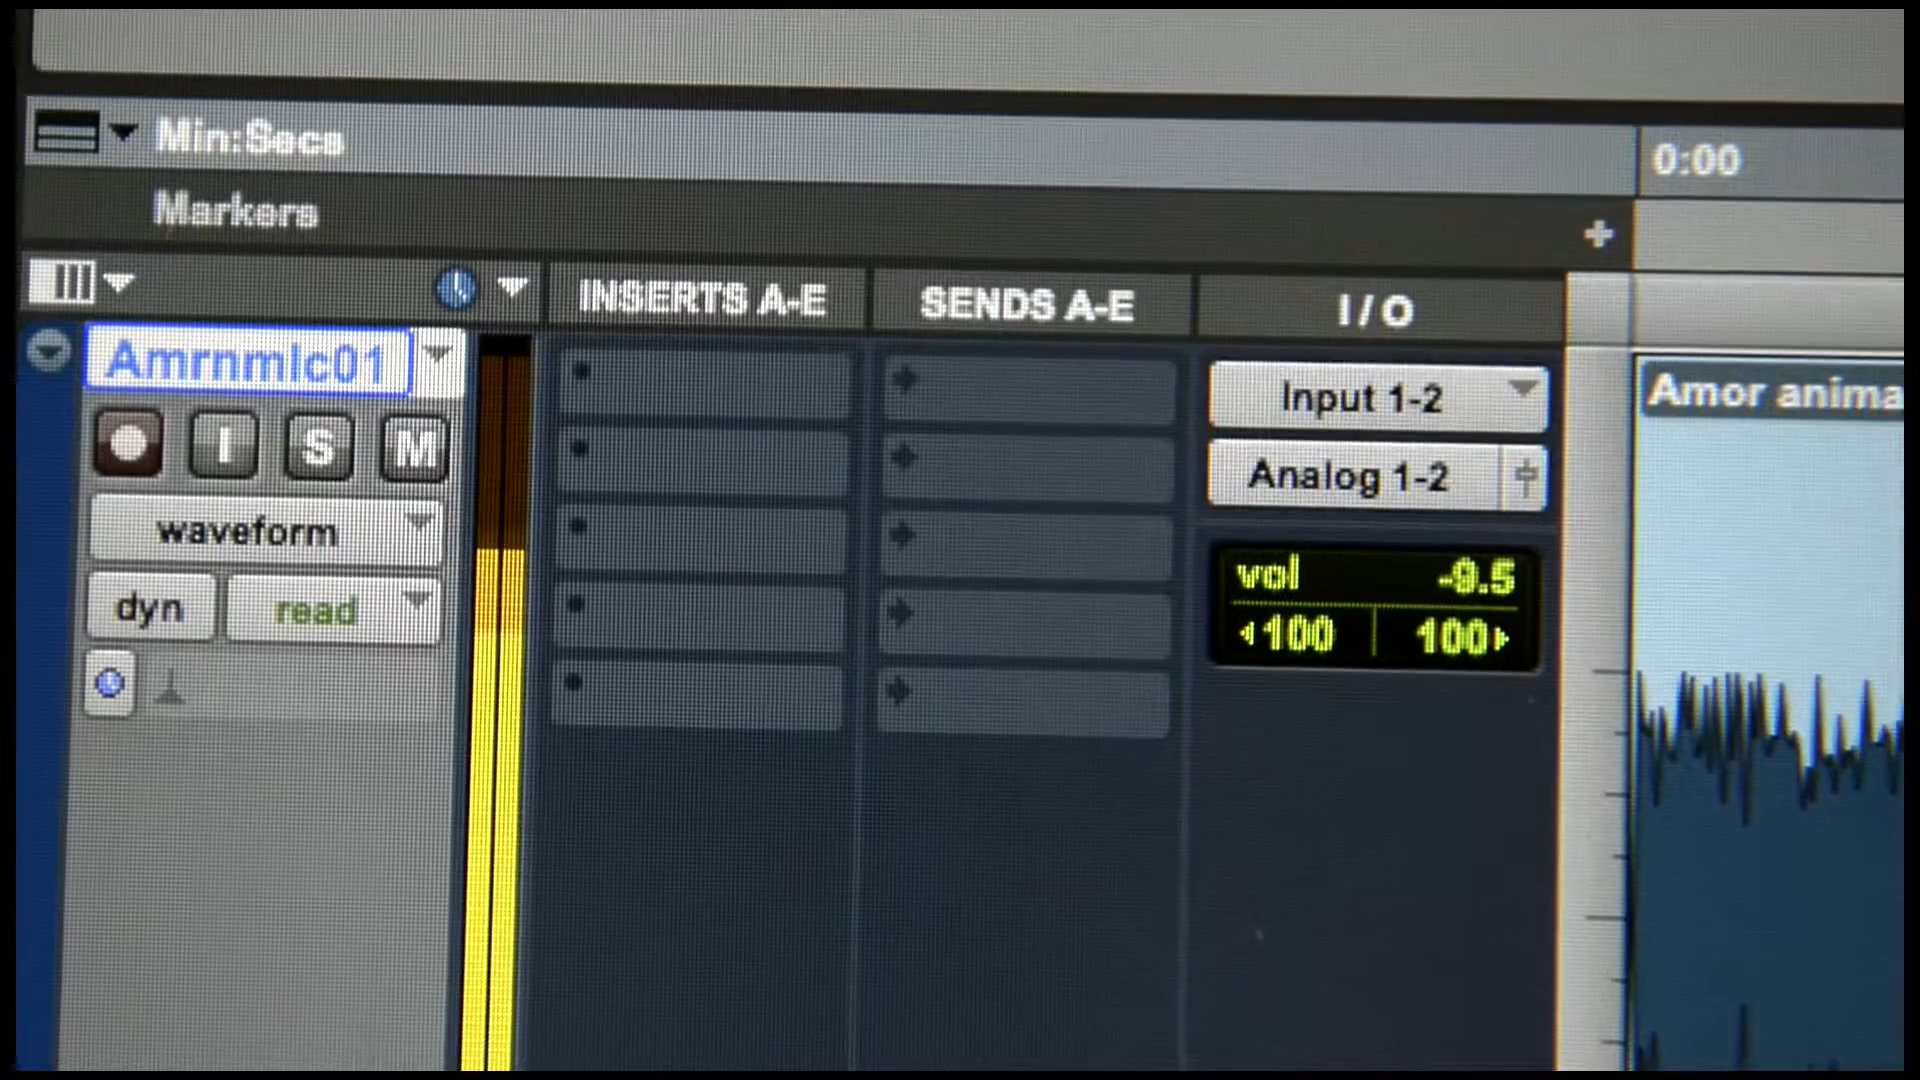 Min:Secs
0:00
Markers
INSERTS A-E
SENDS A-E
I / O
Amrnmlc01
I S M
waveform
dyn read
Input 1-2
Analog 1-2
vol -9.5
100 100
Amor anima